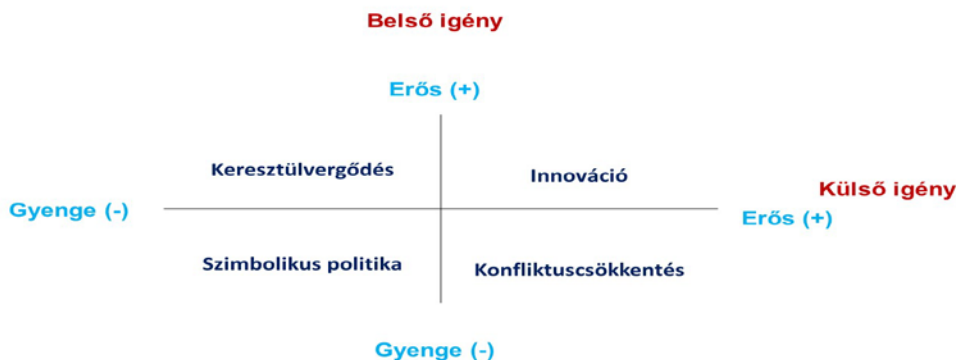 Belső igény
Erős (+)
Keresztülvergődés
Innováció
Külső igény
Gyenge (-)
Erős (+)
Szimbolikus politika
Konfliktuscsökkentés
Gyenge (-)